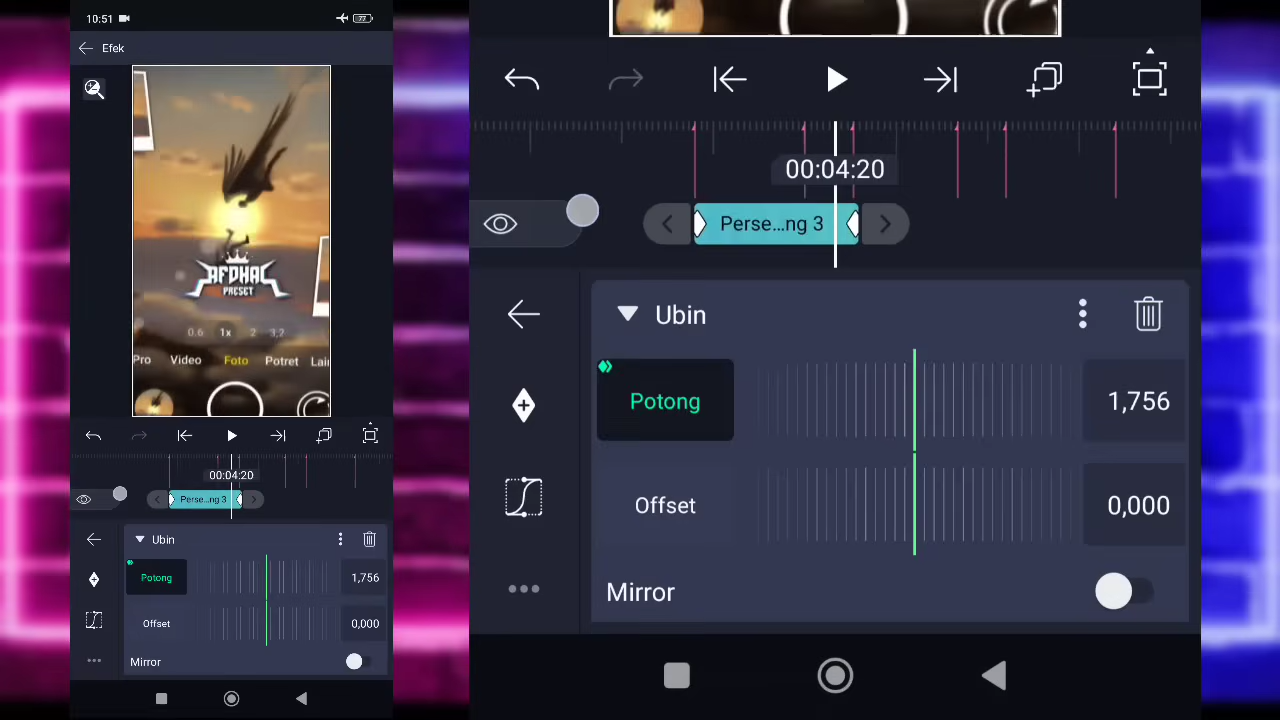 10:51
77
Efek
AFDHAL
PRESET
0.6 1x 2 3,2
Pro Video Foto Potret Lai
00:04:20
Perse...ng 3
Ubin
Potong 1,756
Offset 0,000
Mirror
00:04:20
Perse...ng 3
Ubin
Potong 1,756
Offset 0,000
Mirror